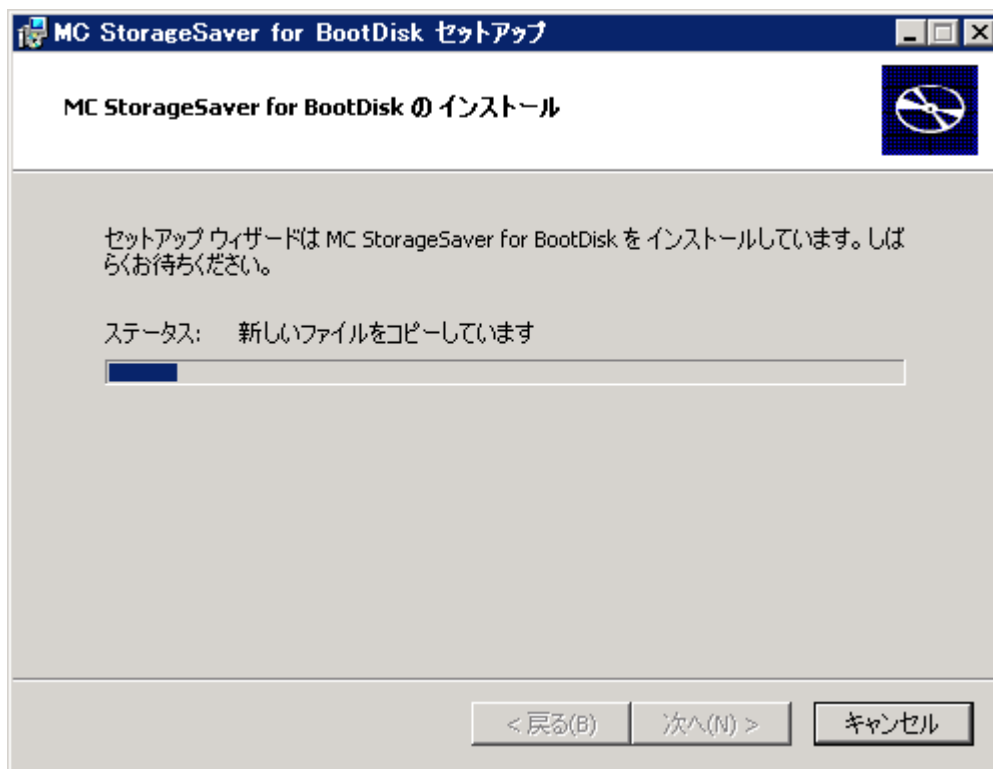 MC StorageSaver for BootDisk セットアップ
MC StorageSaver for BootDisk のインストール
セットアップ ウィザードは MC StorageSaver for BootDisk をインストールしています。しば
らくお待ちください。
ステータス: 新しいファイルをコピーしています
< 戻る(B) 次へ(N) > キャンセル